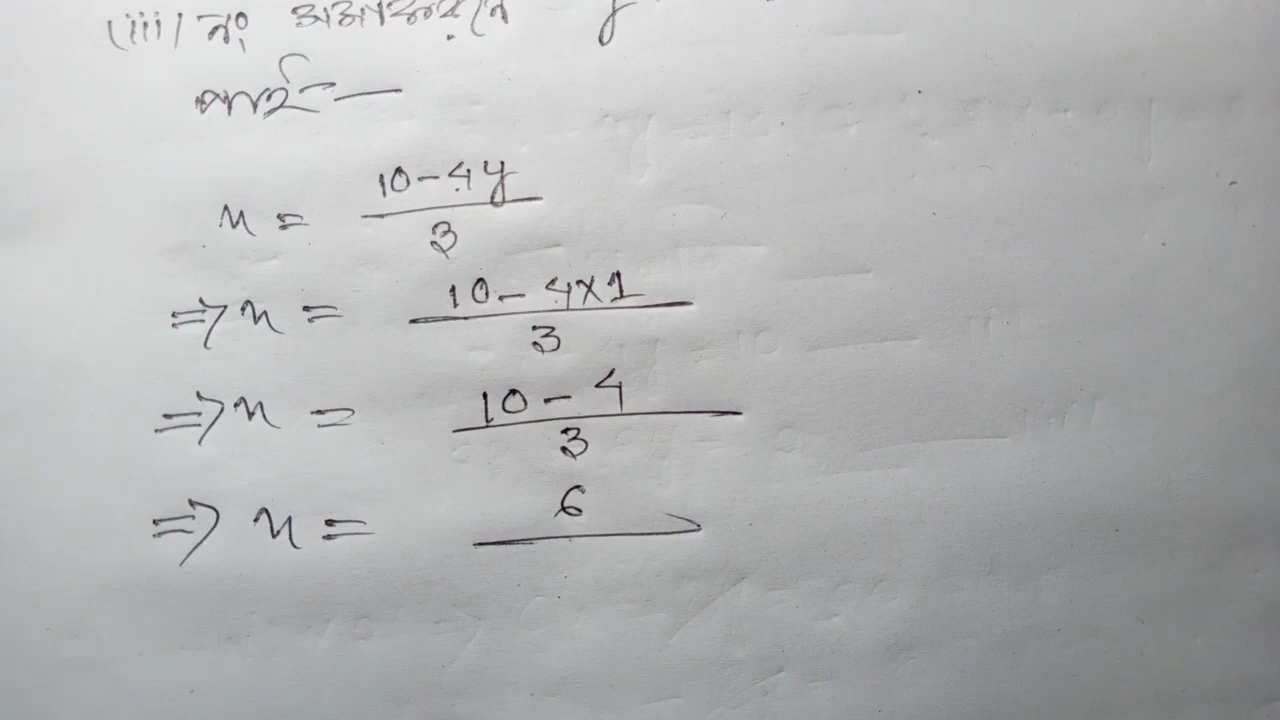 (iii) নং সমীকরণে y
পাই —
x = 10-4y / 3
⇒ x = 10-4×1 / 3
⇒ x = 10-4 / 3
⇒ x = 6